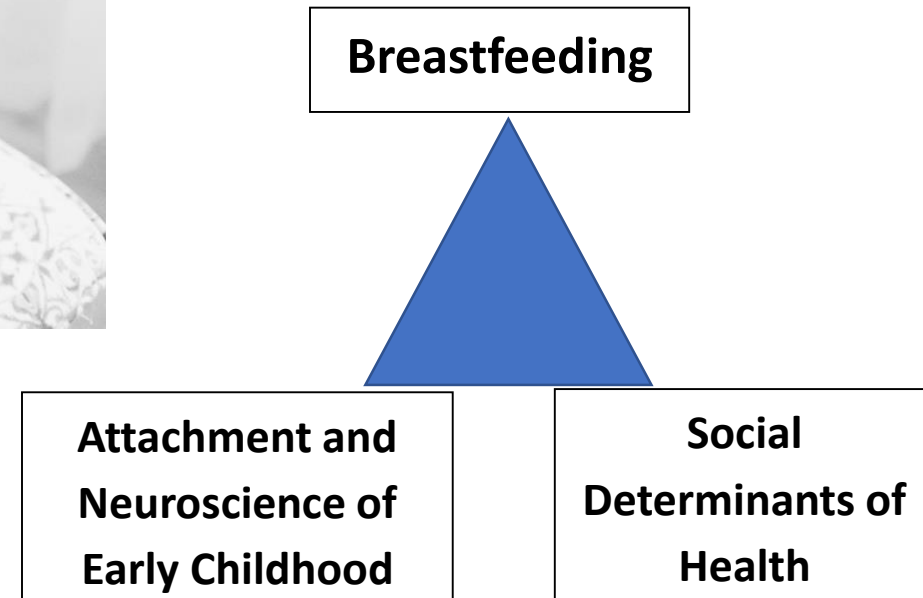 Breastfeeding
Attachment and
Neuroscience of
Early Childhood
Social
Determinants of
Health